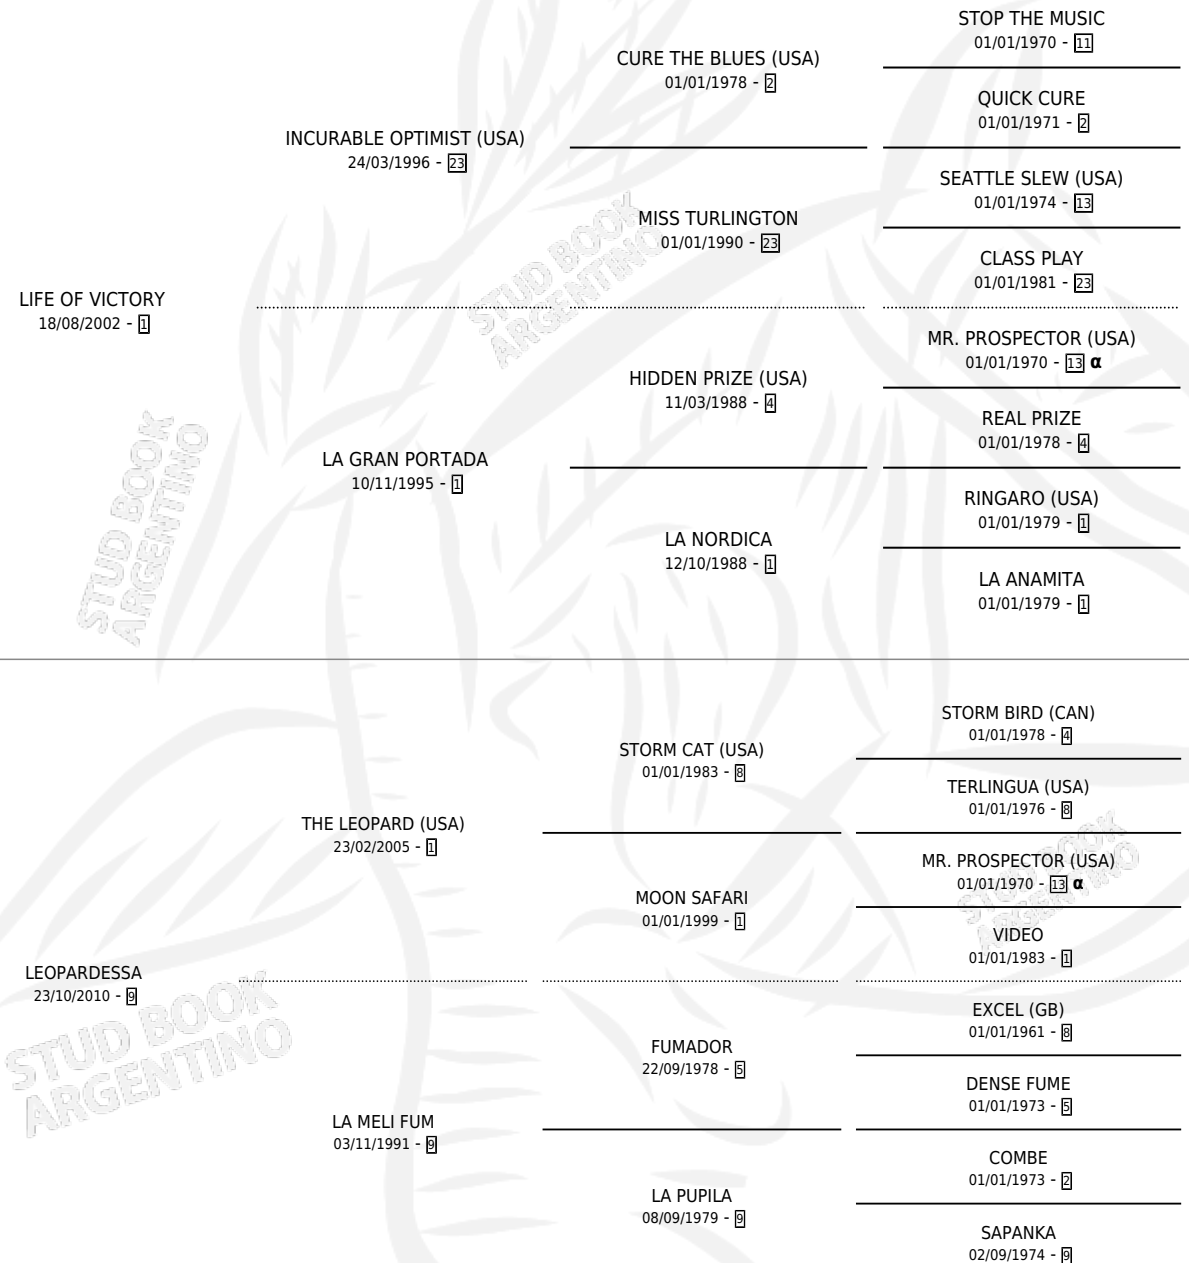 STOP THE MUSIC
01/01/1970 - 11
CURE THE BLUES (USA)
01/01/1978 - 2
QUICK CURE
01/01/1971 - 2
INCURABLE OPTIMIST (USA)
24/03/1996 - 23
SEATTLE SLEW (USA)
01/01/1974 - 13
MISS TURLINGTON
01/01/1990 - 23
CLASS PLAY
01/01/1981 - 23
LIFE OF VICTORY
18/08/2002 - 1
MR. PROSPECTOR (USA)
01/01/1970 - 13 α
HIDDEN PRIZE (USA)
11/03/1988 - 4
REAL PRIZE
01/01/1978 - 4
LA GRAN PORTADA
10/11/1995 - 1
RINGARO (USA)
01/01/1979 - 1
LA NORDICA
12/10/1988 - 1
LA ANAMITA
01/01/1979 - 1
STORM BIRD (CAN)
01/01/1978 - 4
STORM CAT (USA)
01/01/1983 - 8
TERLINGUA (USA)
01/01/1976 - 8
THE LEOPARD (USA)
23/02/2005 - 1
MR. PROSPECTOR (USA)
01/01/1970 - 13 α
MOON SAFARI
01/01/1999 - 1
VIDEO
01/01/1983 - 1
LEOPARDESSA
23/10/2010 - 9
EXCEL (GB)
01/01/1961 - 8
FUMADOR
22/09/1978 - 5
DENSE FUME
01/01/1973 - 5
LA MELI FUM
03/11/1991 - 9
COMBE
01/01/1973 - 2
LA PUPILA
08/09/1979 - 9
SAPANKA
02/09/1974 - 9
STUD BOOK
ARGENTINO
STUD BOOK
ARGENTINO
STUD BOOK
ARGENTINO
STUD BOOK
ARGENTINO